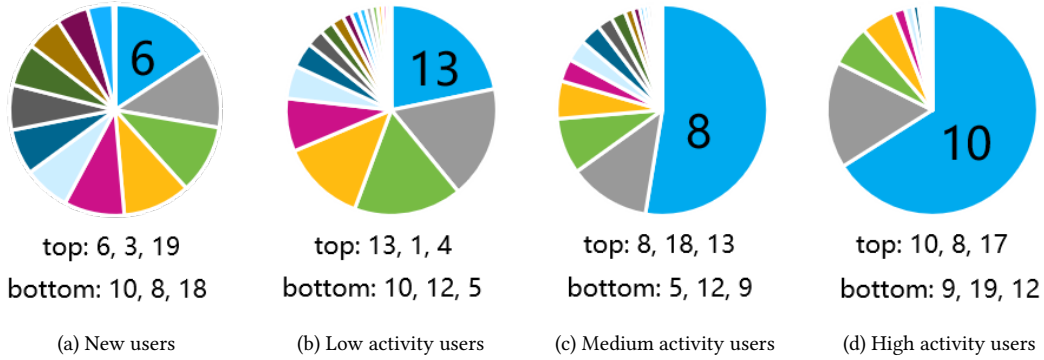 6
13
8
10
top: 6, 3, 19
top: 13, 1, 4
top: 8, 18, 13
top: 10, 8, 17
bottom: 10, 8, 18
bottom: 10, 12, 5
bottom: 5, 12, 9
bottom: 9, 19, 12
(a) New users
(b) Low activity users
(c) Medium activity users
(d) High activity users